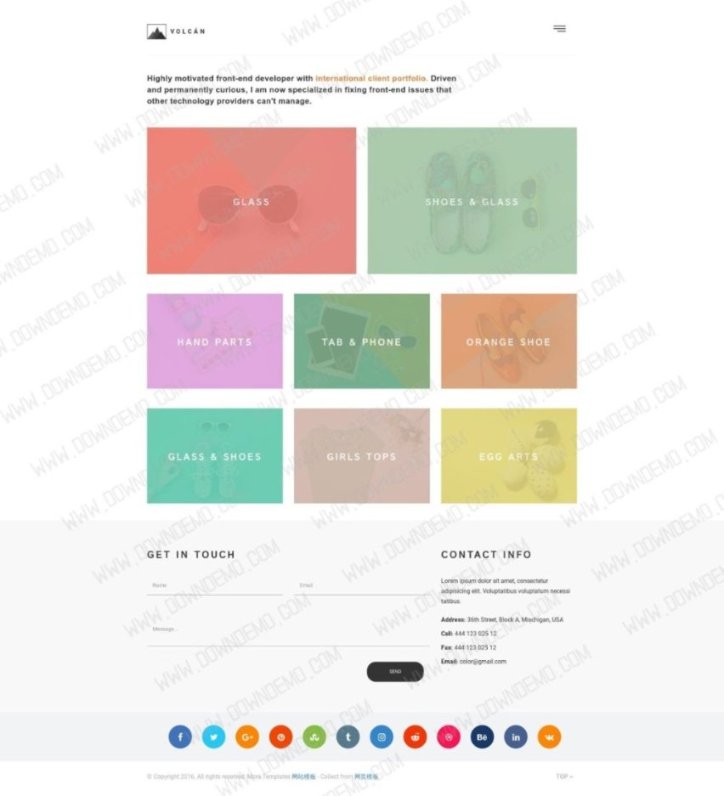 VOLCÁN
Highly motivated front-end developer with international client portfolio. Driven
and permanently curious, I am now specialized in fixing front-end issues that
other technology providers can't manage.
GLASS
SHOES & GLASS
HAND PARTS
TAB & PHONE
ORANGE SHOE
GLASS & SHOES
GIRLS TOPS
EGG ARTS
GET IN TOUCH
Name
Email
Message...
SEND
CONTACT INFO
Lorem ipsum dolor sit amet, consectetur
adipisicing elit. Voluptatibus voluptatum necessi
tatibus.
Address: 36th Street, Block A, Mischigan, USA
Cell: 444 123 025 12
Fax: 444 123 025 12
Email: color@gmail.com
f
G+
t
Bē
in
© Copyright 2016. All rights reserved. More Templates 网站模板 - Collect from 网页模板
TOP
WWW.DOWNDEMO.COM